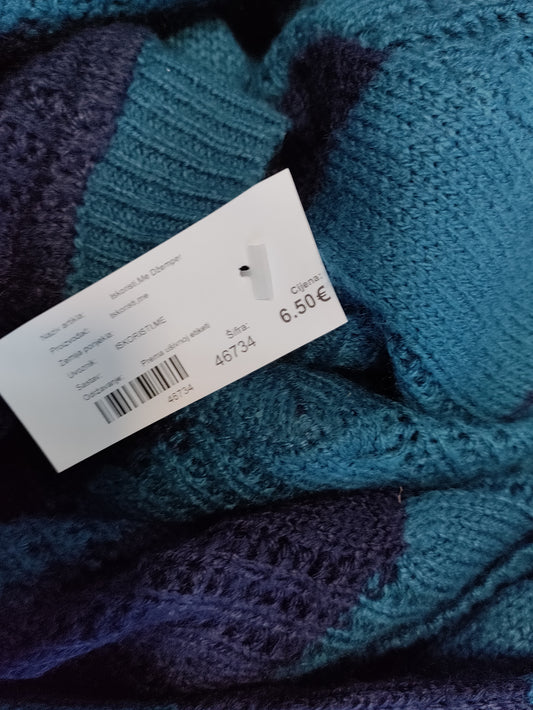 Naziv artikla: Iskoristi.Me Džemper
Proizvođač: Iskoristi.me
Zemlja porijekla:
Uvoznik: ISKORISTI.ME
Sastav:
Održavanje: Prema ušivnoj etiketi
46734
Šifra:
46734
Cijena:
6.50€